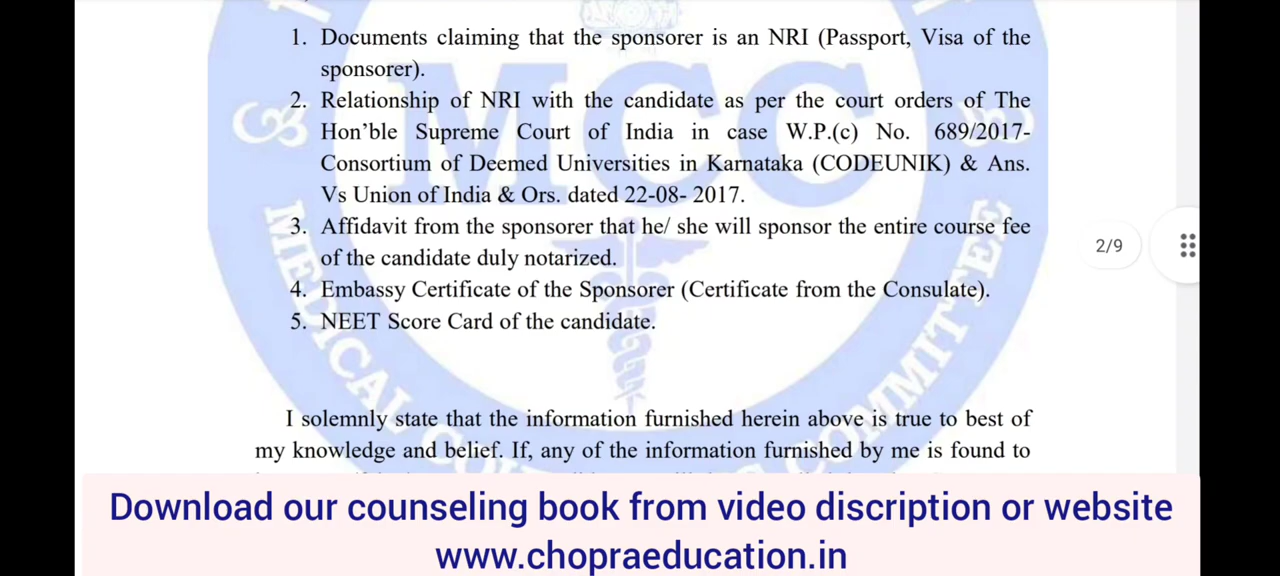 1. Documents claiming that the sponsorer is an NRI (Passport, Visa of the
sponsorer).
2. Relationship of NRI with the candidate as per the court orders of The
Hon’ble Supreme Court of India in case W.P.(c) No. 689/2017-
Consortium of Deemed Universities in Karnataka (CODEUNIK) & Ans.
Vs Union of India & Ors. dated 22-08- 2017.
3. Affidavit from the sponsorer that he/ she will sponsor the entire course fee
of the candidate duly notarized.
4. Embassy Certificate of the Sponsorer (Certificate from the Consulate).
5. NEET Score Card of the candidate.
I solemnly state that the information furnished herein above is true to best of
my knowledge and belief. If, any of the information furnished by me is found to
2/9
MCC
MEDICAL COMMITTEE
Download our counseling book from video discription or website
www.chopraeducation.in